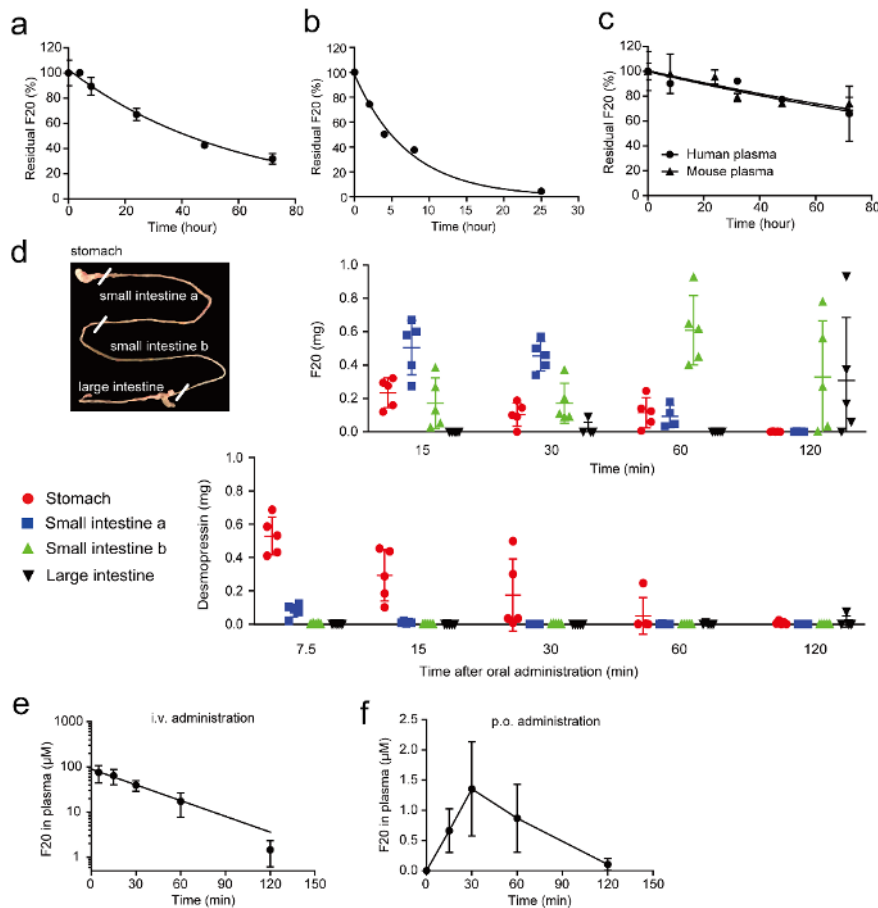 a
Residual F20 (%)
120
100
80
60
40
20
0
0 20 40 60 80
Time (hour)
b
Residual F20 (%)
120
100
80
60
40
20
0
0 5 10 15 20 25 30
Time (hour)
c
Residual F20 (%)
120
100
80
60
40
20
0
Human plasma
Mouse plasma
0 20 40 60 80
Time (hour)
d
stomach
small intestine a
small intestine b
large intestine
F20 (mg)
1.0
0.8
0.6
0.4
0.2
0.0
15 30 60 120
Time (min)
Stomach
Small intestine a
Small intestine b
Large intestine
Desmopressin (mg)
1.0
0.8
0.6
0.4
0.2
0.0
7.5 15 30 60 120
Time after oral administration (min)
e
i.v. administration
F20 in plasma (µM)
1000
100
10
1
0 30 60 90 120 150
Time (min)
f
p.o. administration
F20 in plasma (µM)
2.5
2.0
1.5
1.0
0.5
0.0
0 30 60 90 120 150
Time (min)